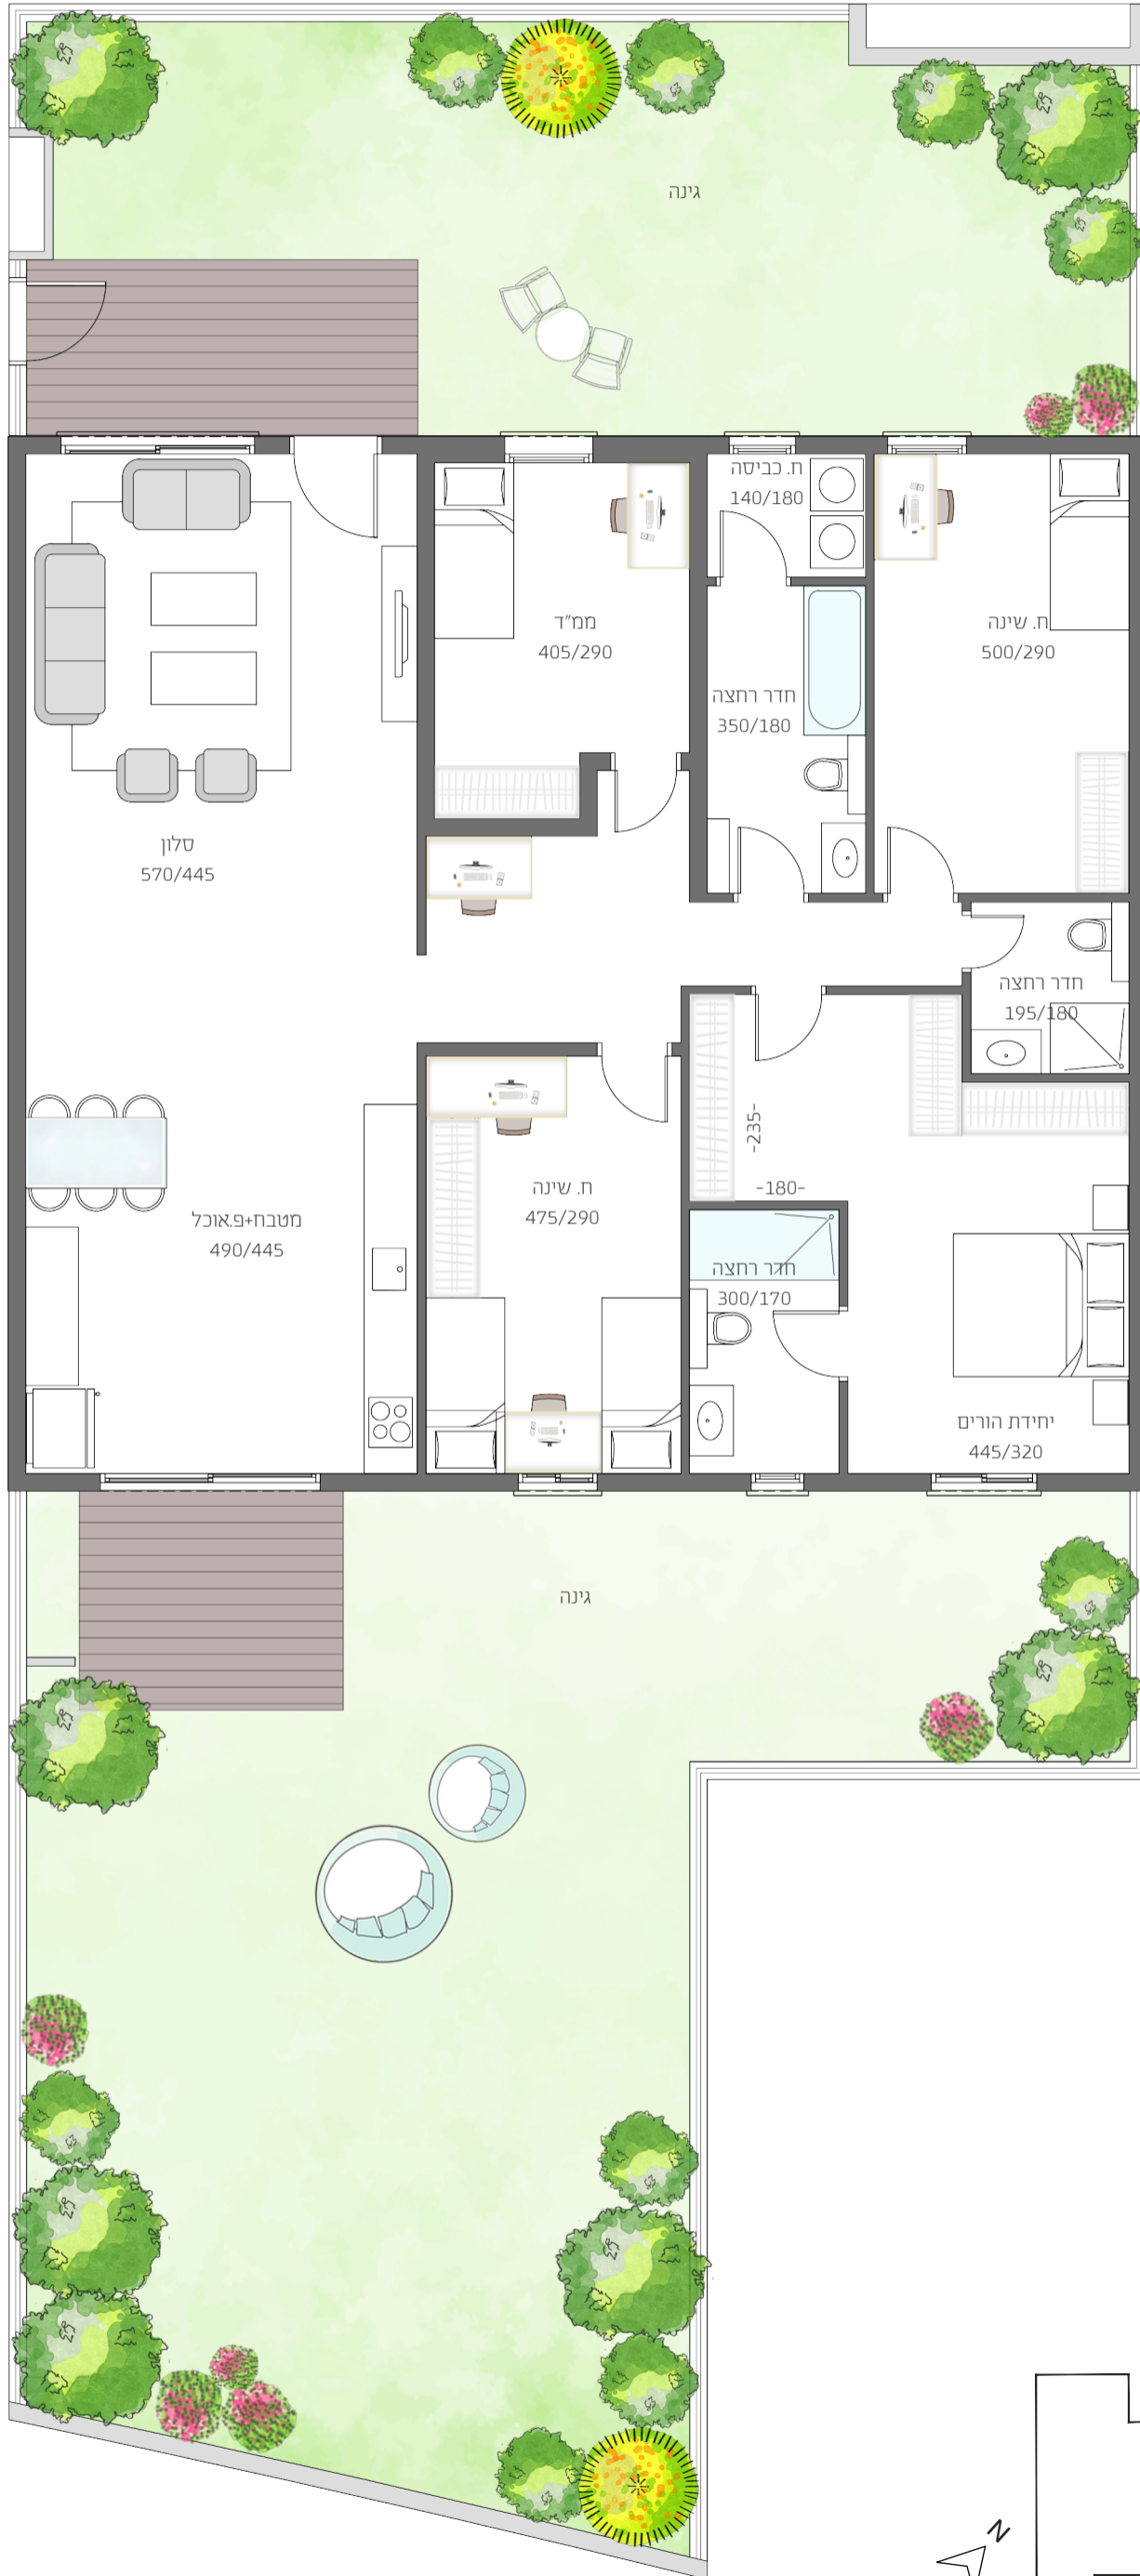 גינה
ח. כביסה
140/180
ממ"ד
405/290
ח. שינה
500/290
חדר רחצה
350/180
סלון
570/445
חדר רחצה
195/180
-235-
-180-
ח. שינה
475/290
מטבח+פ.אוכל
490/445
חדר רחצה
300/170
יחידת הורים
445/320
גינה
N